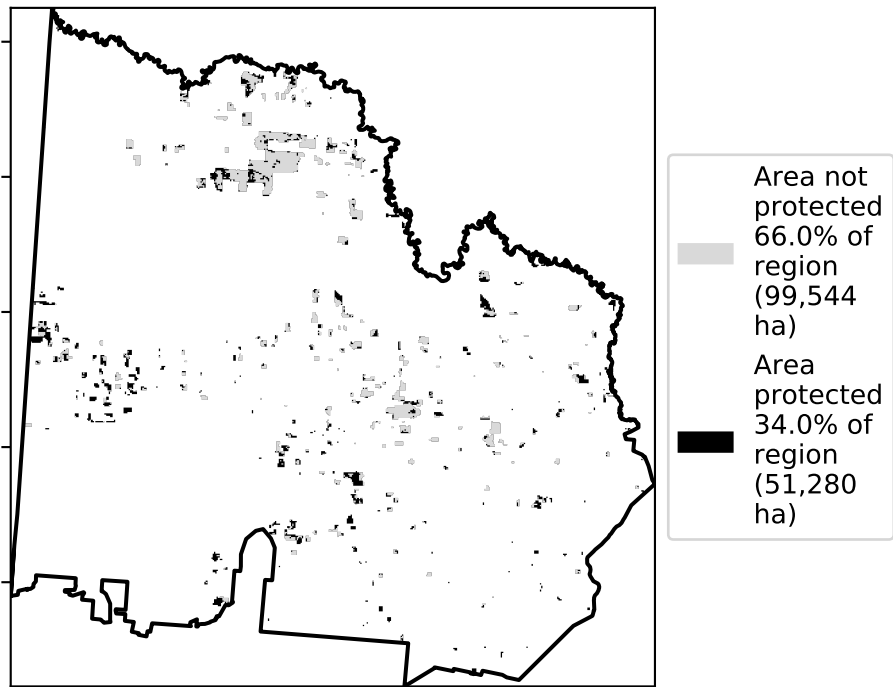 Area not
protected
66.0% of
region
(99,544
ha)
Area
protected
34.0% of
region
(51,280
ha)